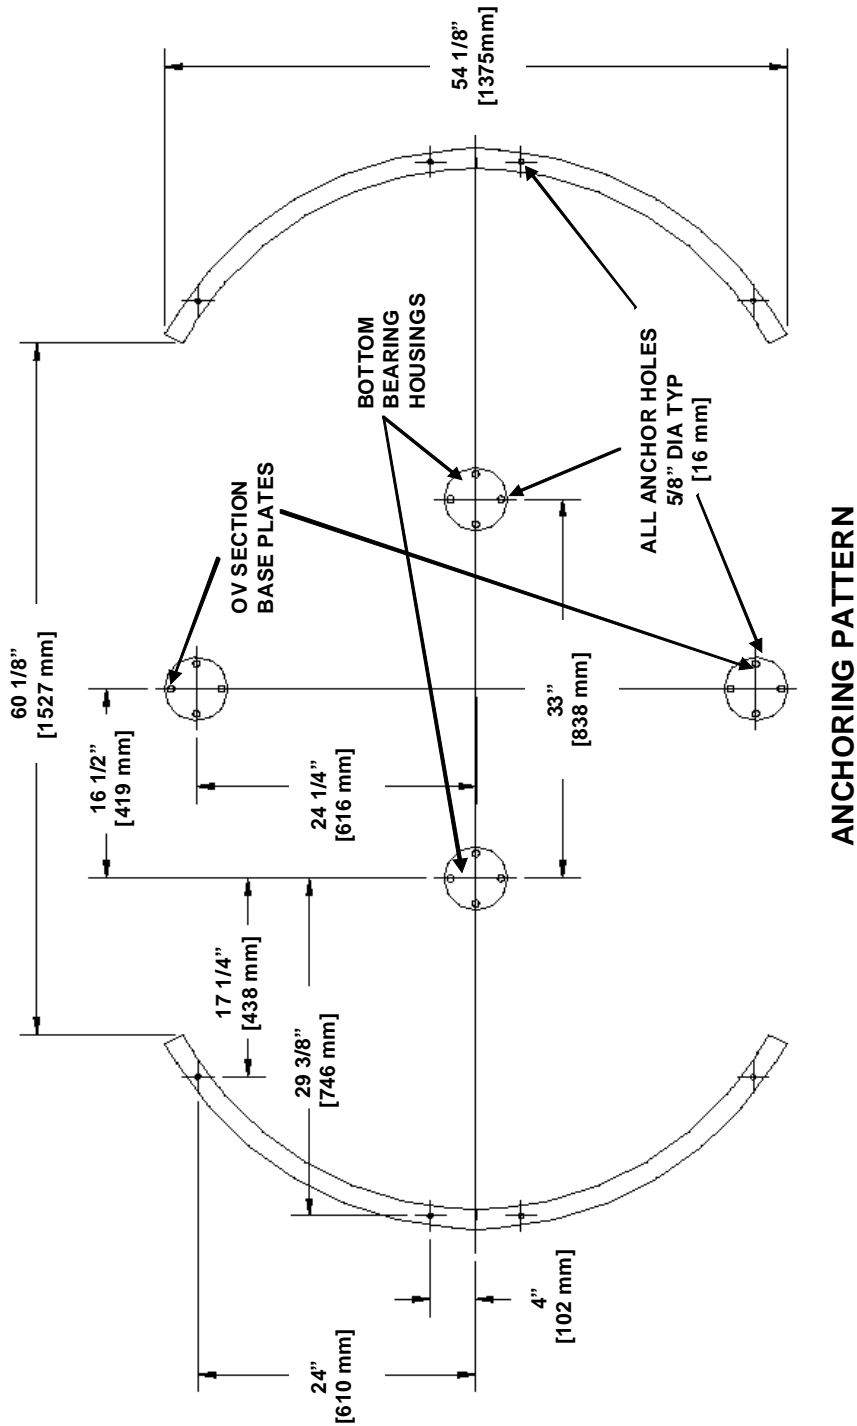 54 1/8”
[1375mm]
60 1/8”
[1527 mm]
BOTTOM
BEARING
HOUSINGS
OV SECTION
BASE PLATES
ALL ANCHOR HOLES
5/8” DIA TYP
[16 mm]
16 1/2”
[419 mm]
24 1/4”
[616 mm]
33”
[838 mm]
17 1/4”
[438 mm]
29 3/8”
[746 mm]
4”
[102 mm]
24”
[610 mm]
ANCHORING PATTERN